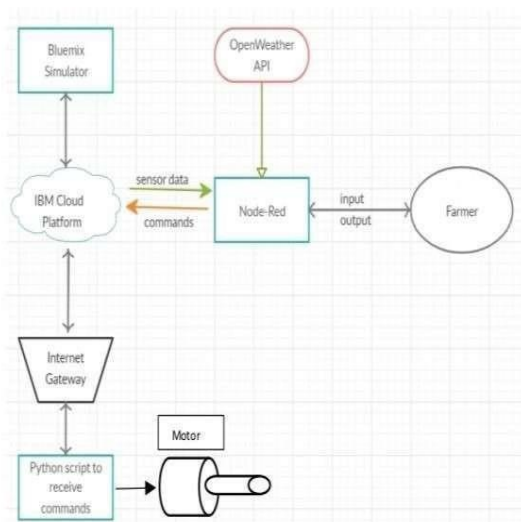 Bluemix
Simulator
OpenWeather
API
sensor data
IBM Cloud
Platform
commands
Node-Red
input
output
Farmer
Internet
Gateway
Motor
Python script to
receive
commands